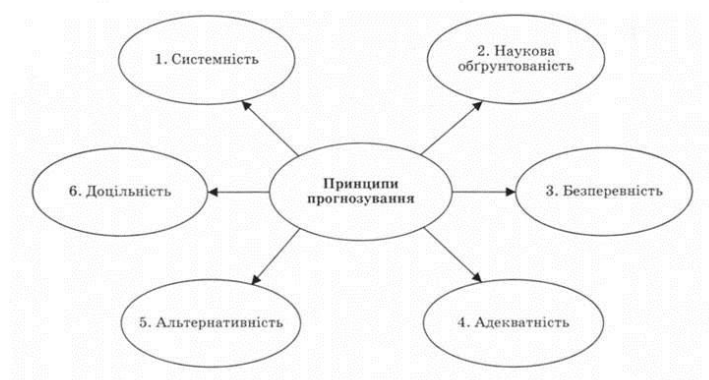 1. Системність
2. Наукова
обґрунтованість
6. Доцільність
Принципи
прогнозування
3. Безперевність
5. Альтернативність
4. Адекватність